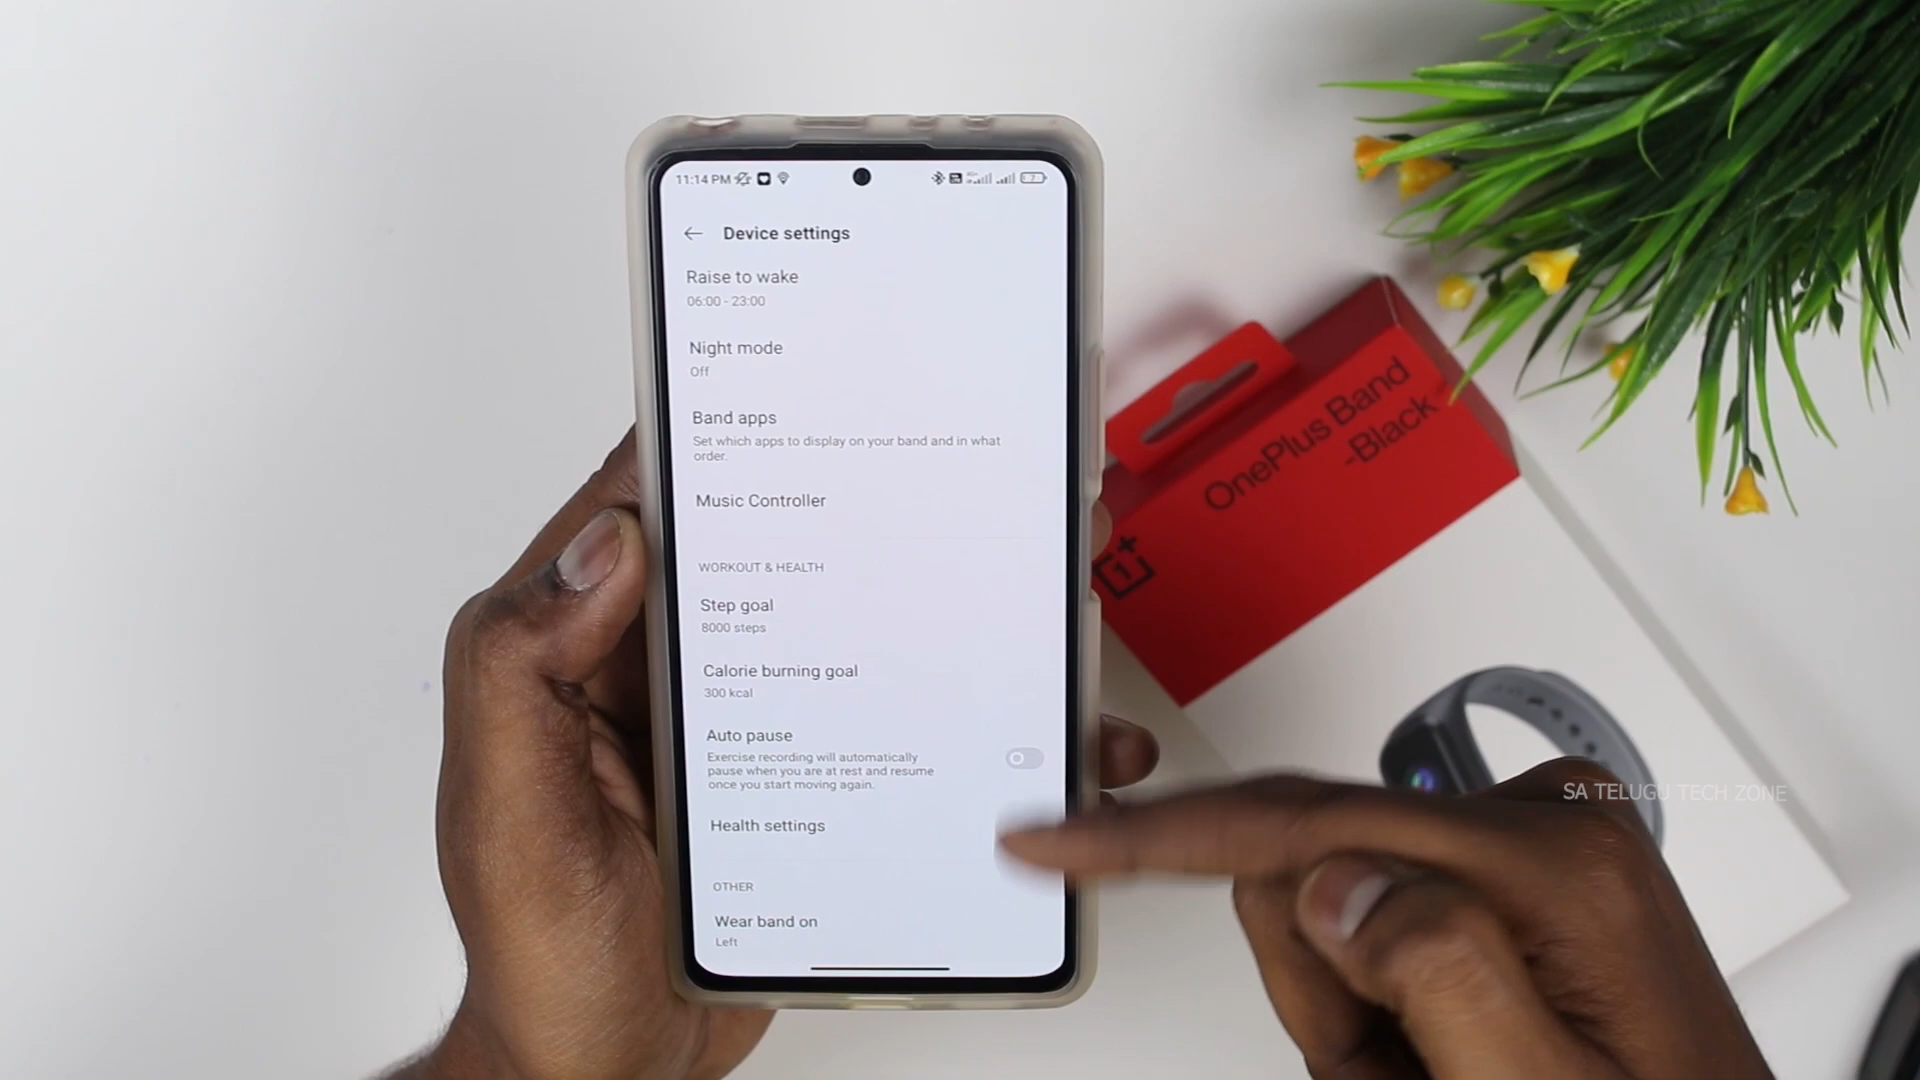 11:14 PM
Device settings
Raise to wake
06:00 - 23:00
Night mode
Off
Band apps
Set which apps to display on your band and in what
order.
Music Controller
WORKOUT & HEALTH
Step goal
8000 steps
Calorie burning goal
300 kcal
Auto pause
Exercise recording will automatically
pause when you are at rest and resume
once you start moving again.
Health settings
OTHER
Wear band on
Left
OnePlus Band
-Black
1+
SA TELUGU TECH ZONE